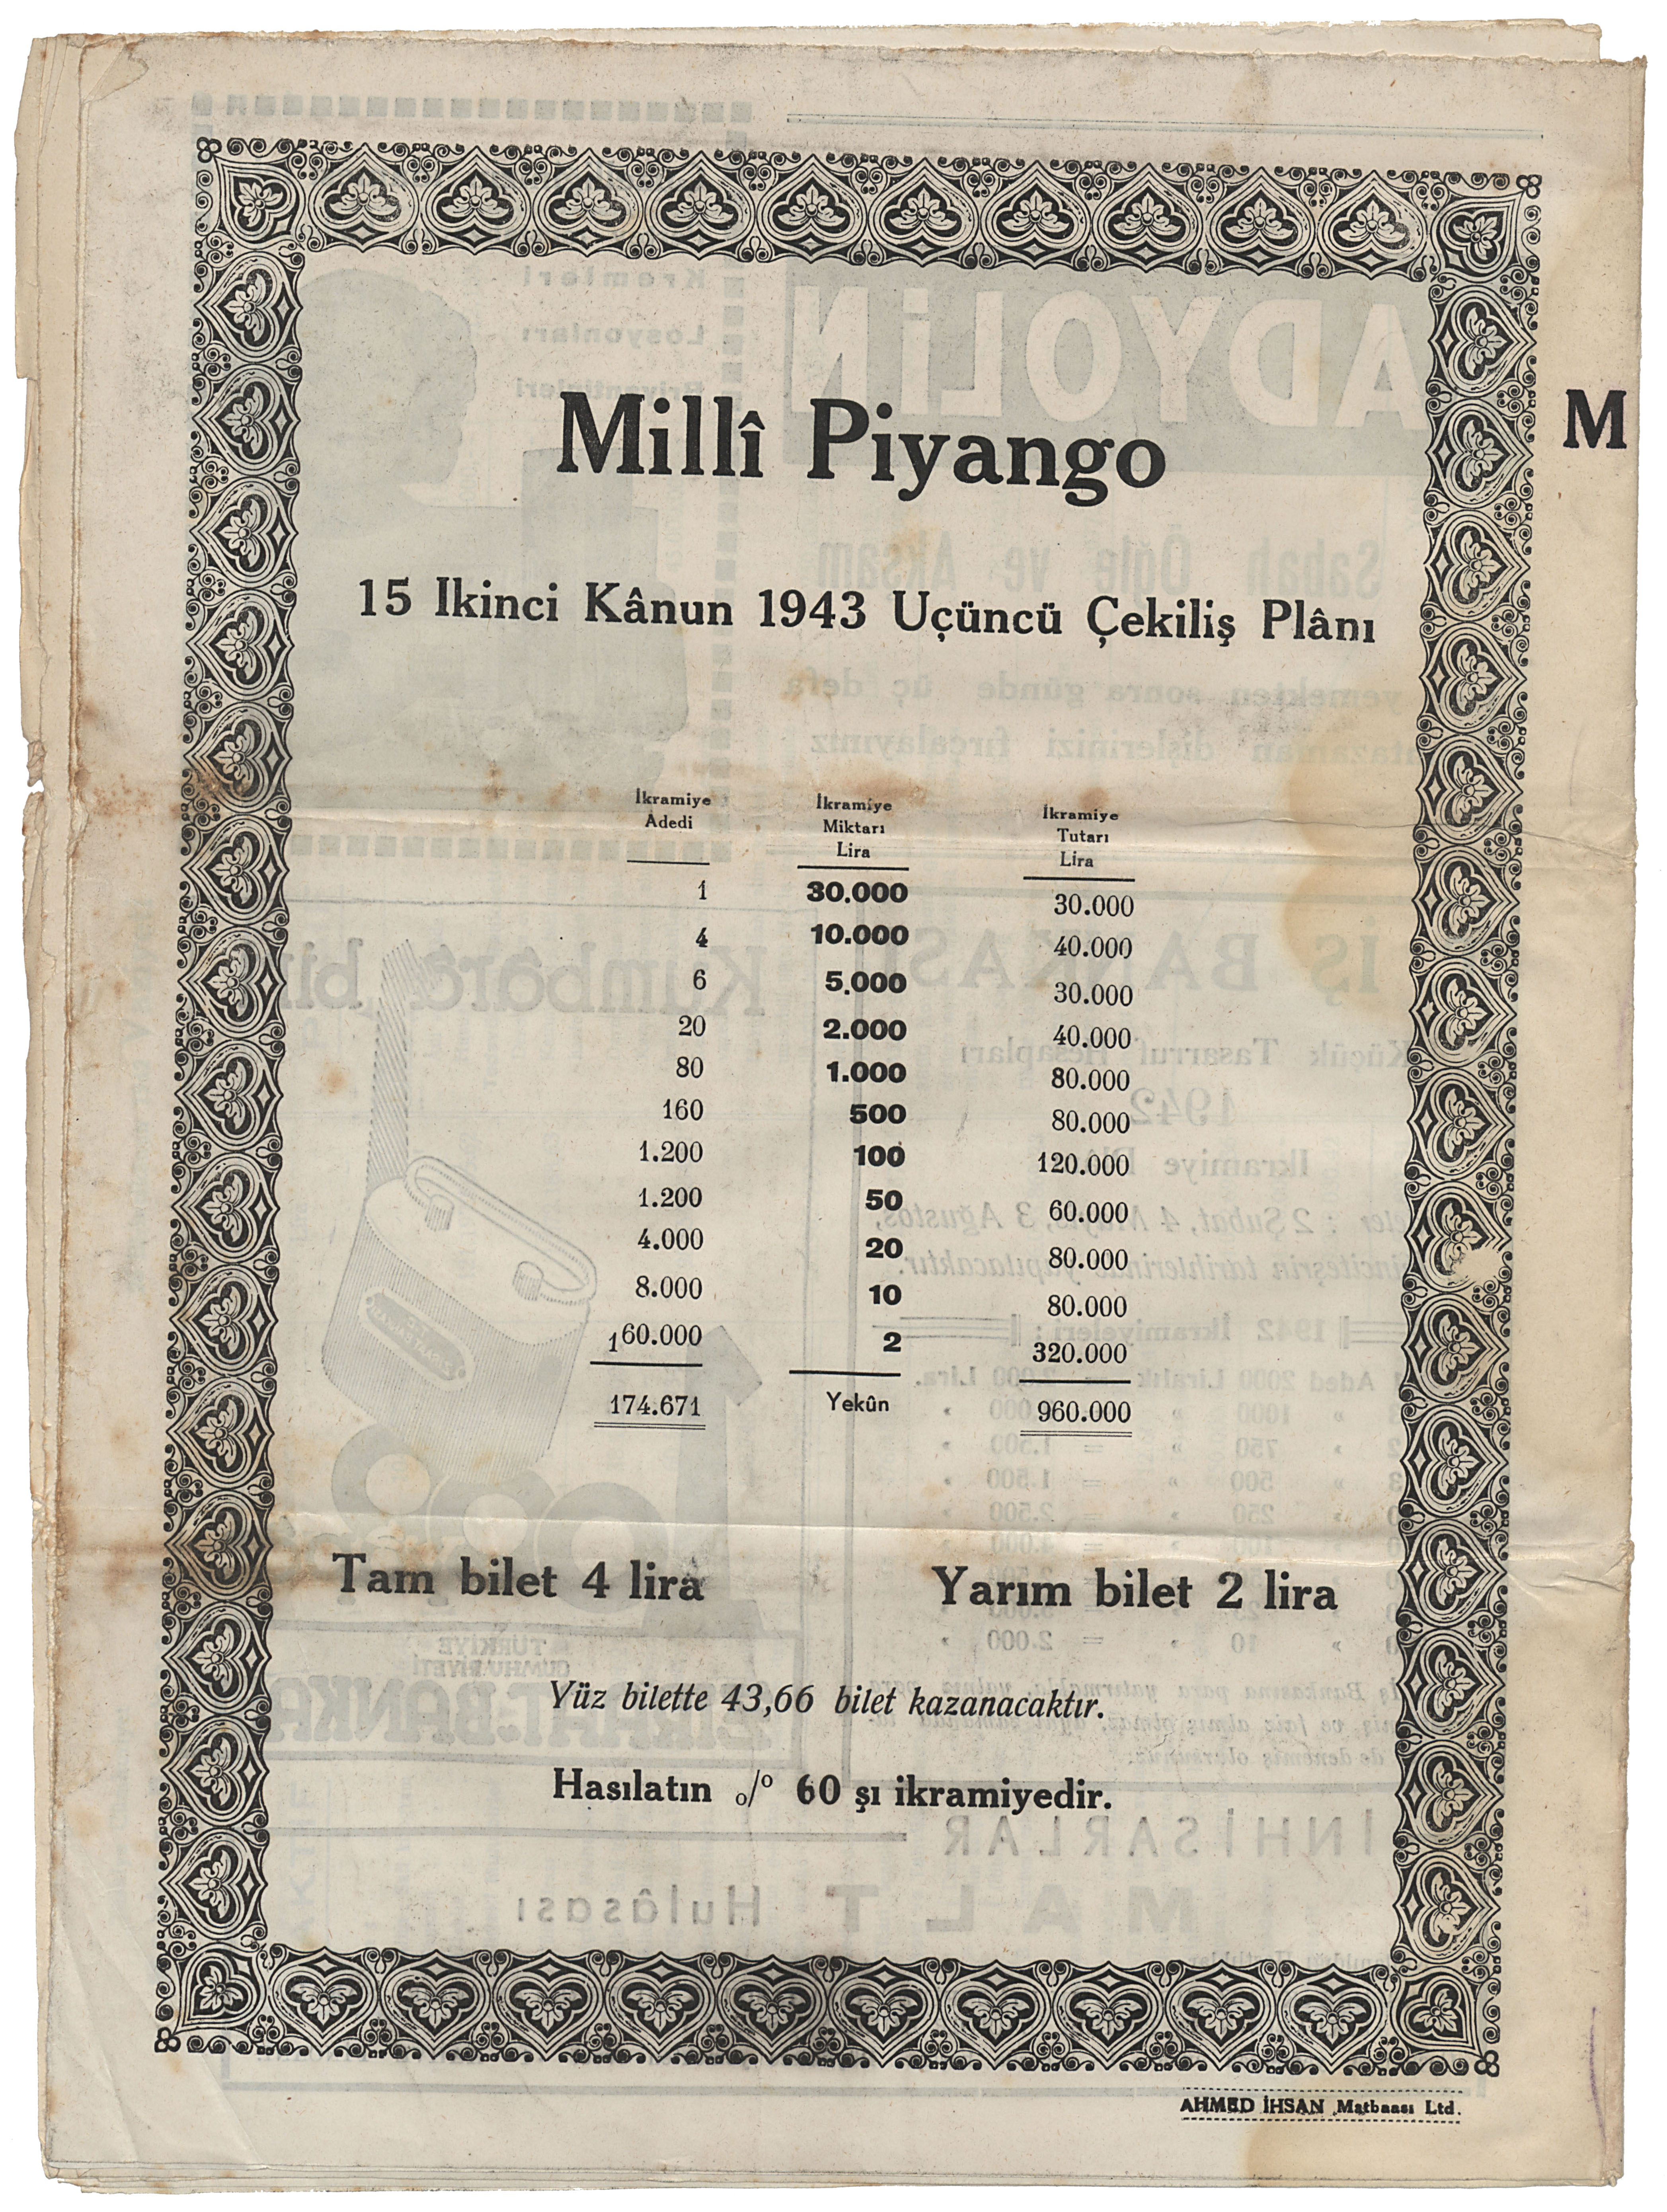 Millî Piyango
M
15 Ikinci Kânun 1943 Uçüncü Çekiliş Plânı
İkramiye Adedi İkramiye Miktarı Lira İkramiye Tutarı Lira
1 30.000 30.000
4 10.000 40.000
6 5.000 30.000
20 2.000 40.000
80 1.000 80.000
160 500 80.000
1.200 100 120.000
1.200 50 60.000
4.000 20 80.000
8.000 10 80.000
160.000 2 320.000
174.671 Yekûn 960.000
Tam bilet 4 lira Yarım bilet 2 lira
Yüz bilette 43,66 bilet kazanacaktır.
Hasılatın % 60 şı ikramiyedir.
AHMED İHSAN Matbaası Ltd.